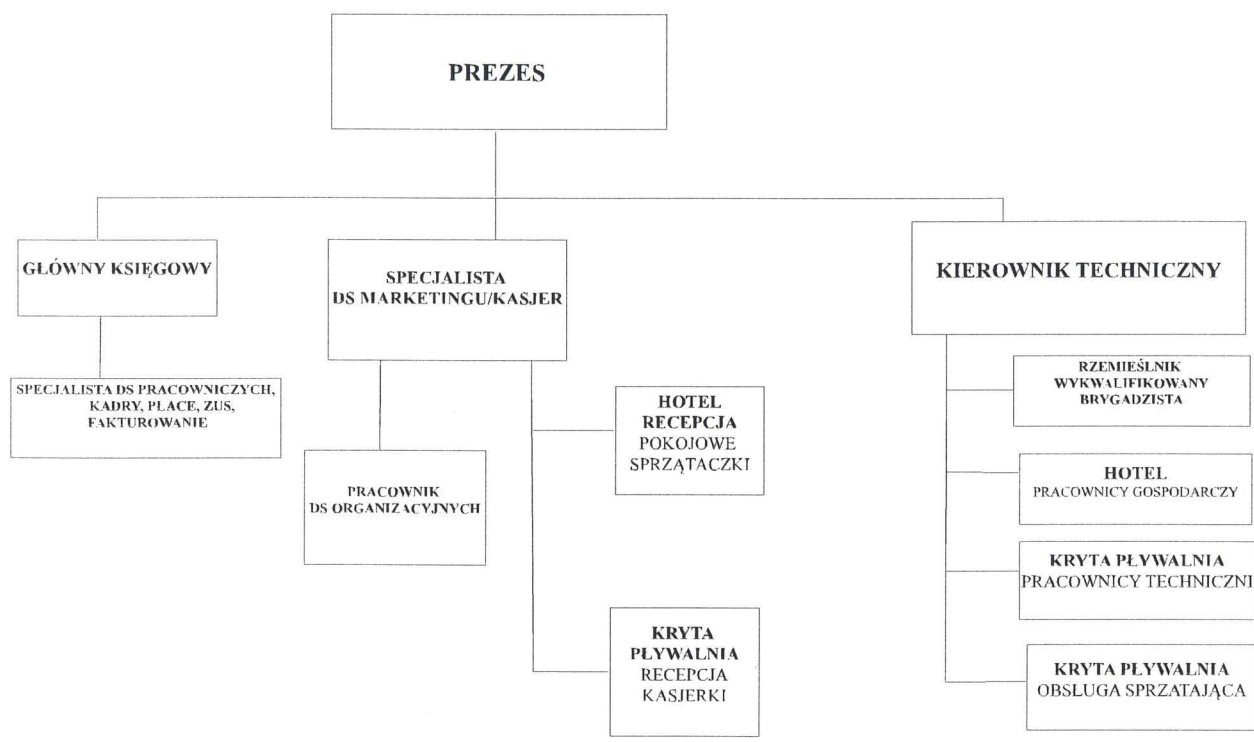 PREZES
GŁÓWNY KSIĘGOWY
SPECJALISTA
DS MARKETINGU/KASJER
KIEROWNIK TECHNICZNY
SPECJALISTA DS PRACOWNICZYCH,
KADRY, PŁACE, ZUS,
FAKTUROWANIE
PRACOWNIK
DS ORGANIZACYJNYCH
HOTEL
RECEPCJA
POKOJOWE
SPRZĄTACZKI
KRYTA
PŁYWALNIA
RECEPCJA
KASJERKI
RZEMIEŚLNIK
WYKWALIFIKOWANY
BRYGADZISTA
HOTEL
PRACOWNICY GOSPODARCZY
KRYTA PŁYWALNIA
PRACOWNICY TECHNICZNI
KRYTA PŁYWALNIA
OBSŁUGA SPRZATAJĄCA